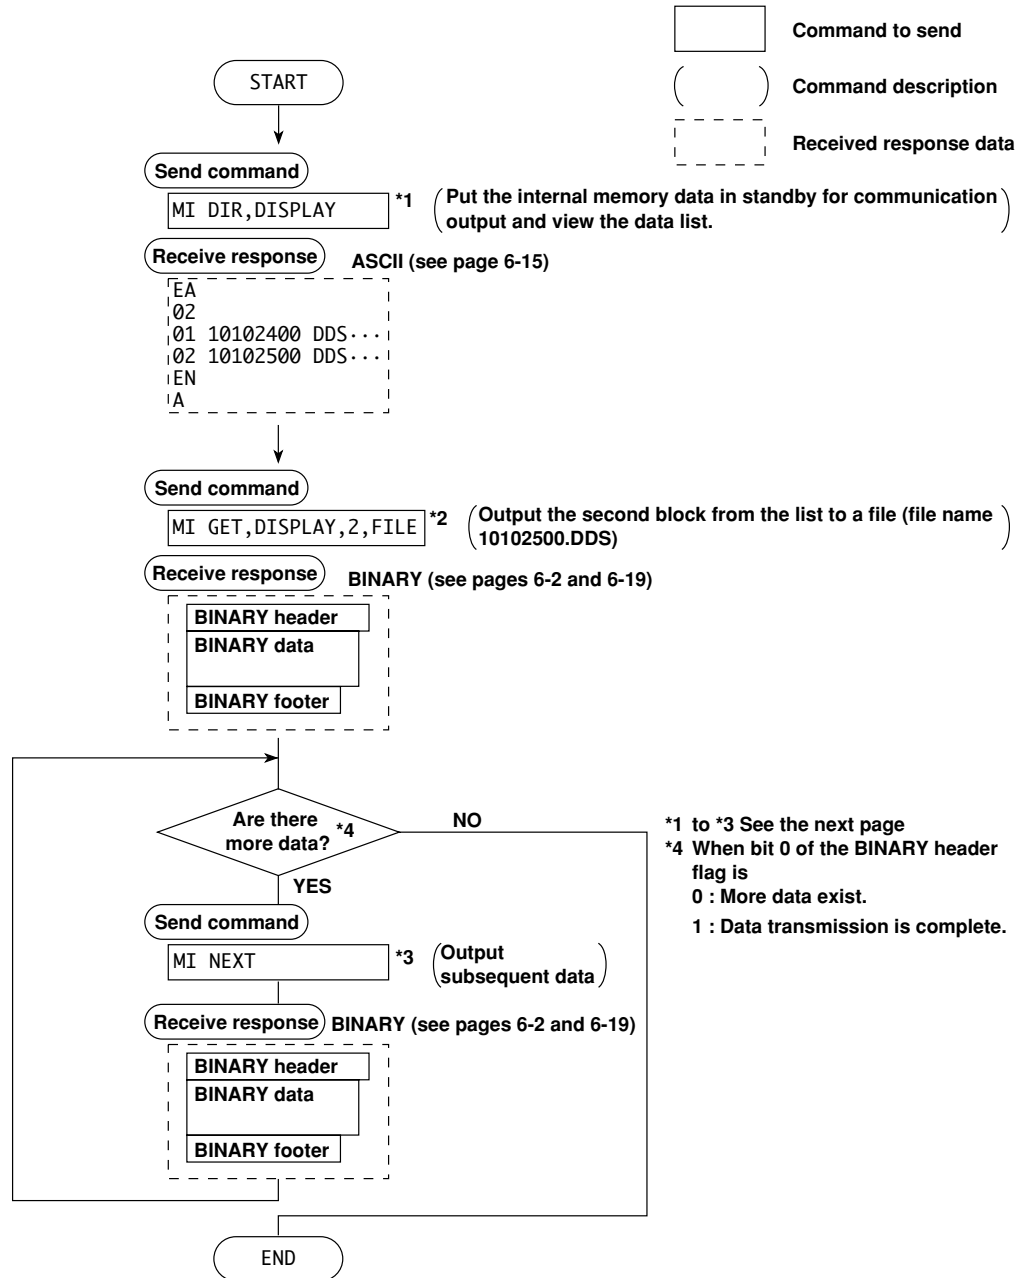 Command to send
Command description
Received response data
START
Send command
MI DIR,DISPLAY
*1
Put the internal memory data in standby for communication
output and view the data list.
Receive response
ASCII (see page 6-15)
EA
02
01 10102400 DDS···
02 10102500 DDS···
EN
A
Send command
MI GET,DISPLAY,2,FILE
*2
Output the second block from the list to a file (file name
10102500.DDS)
Receive response
BINARY (see pages 6-2 and 6-19)
BINARY header
BINARY data
BINARY footer
Are there
more data?
*4
NO
YES
*1 to *3 See the next page
*4 When bit 0 of the BINARY header
flag is
0 : More data exist.
1 : Data transmission is complete.
Send command
MI NEXT
*3
Output
subsequent data
Receive response
BINARY (see pages 6-2 and 6-19)
BINARY header
BINARY data
BINARY footer
END